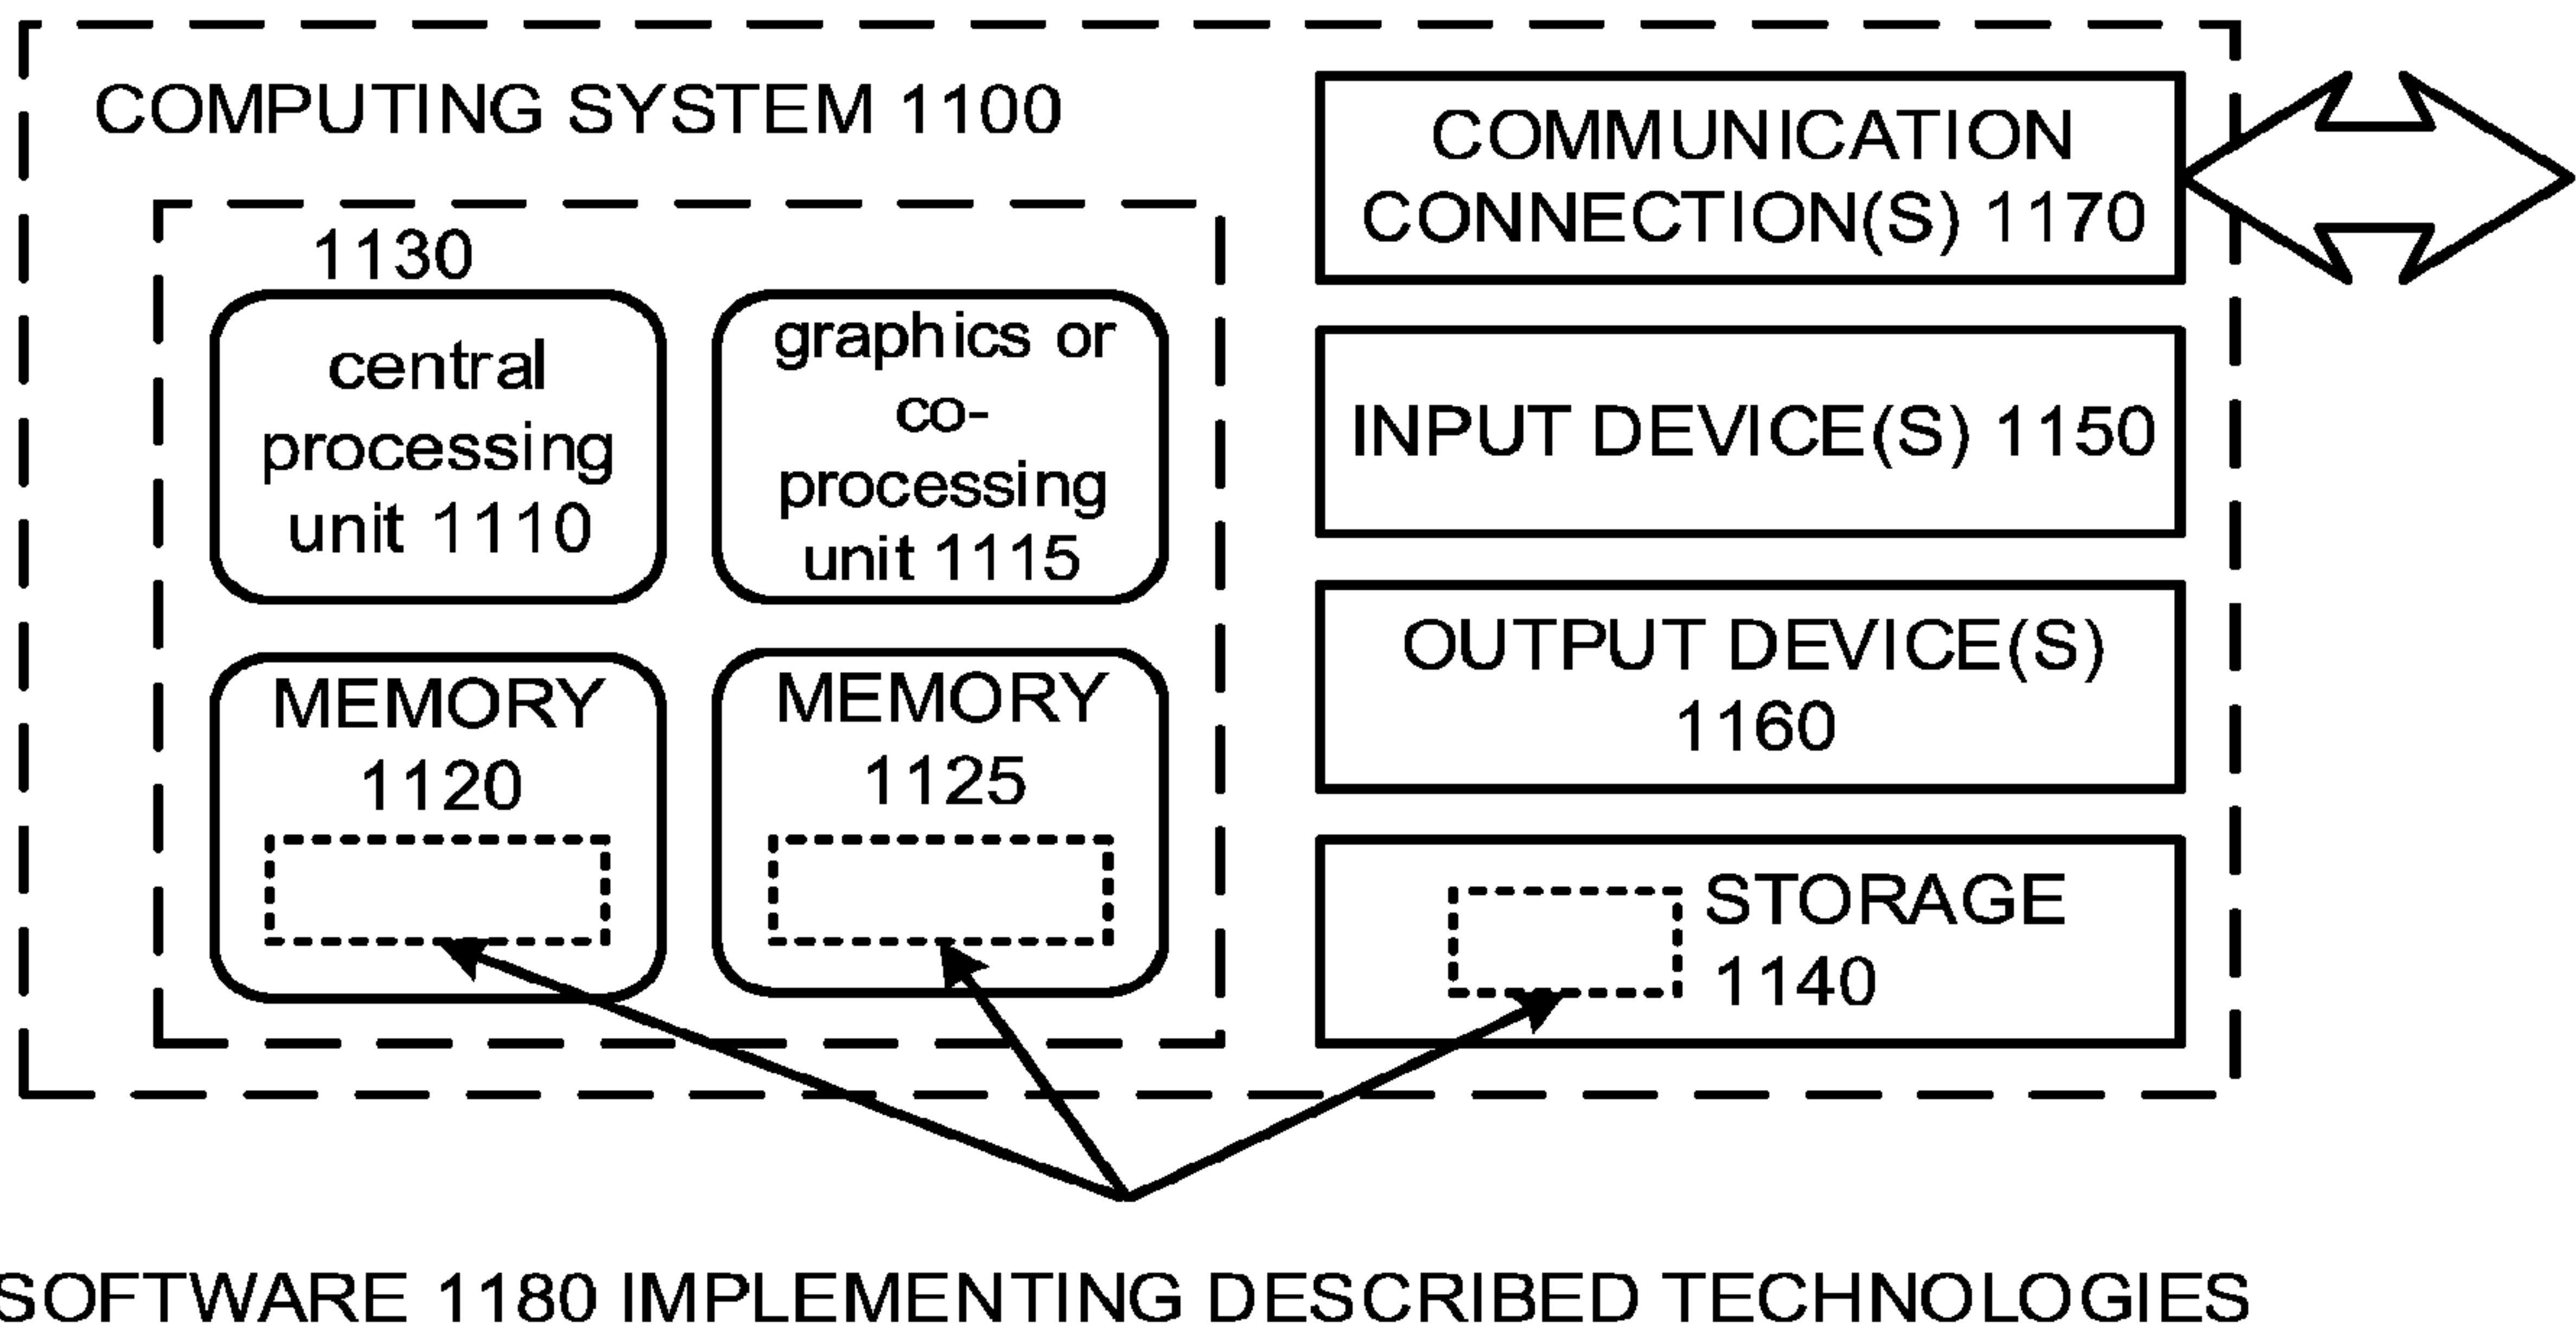 COMPUTING SYSTEM 1100
1130
central
processing
unit 1110
graphics or
co-
processing
unit 1115
MEMORY
1120
MEMORY
1125
COMMUNICATION
CONNECTION(S) 1170
INPUT DEVICE(S) 1150
OUTPUT DEVICE(S)
1160
STORAGE
1140
SOFTWARE 1180 IMPLEMENTING DESCRIBED TECHNOLOGIES